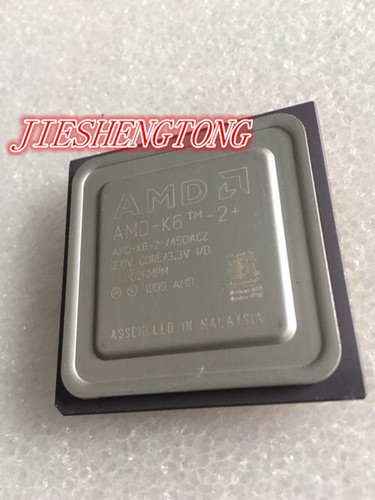 JIESHENGTONG
AMD
AMD-K6™-2+
AMD-K6-2+/450ACZ
2.0V CORE/3.3V I/O
© 1999 AMD
ASSEMBLED IN MALAYSIA